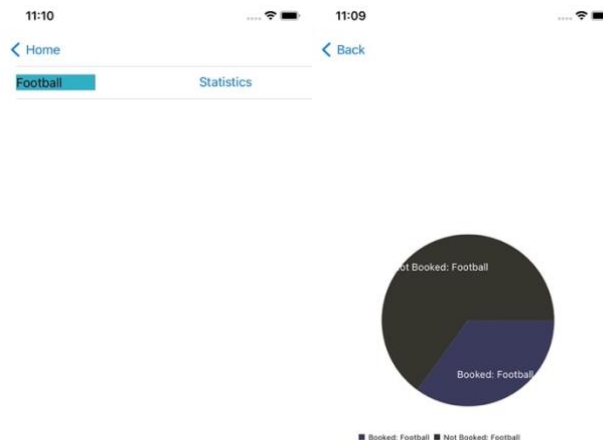 11:10
Home
Football Statistics
11:09
Back
ot Booked: Football
Booked: Football
Booked: Football Not Booked: Football